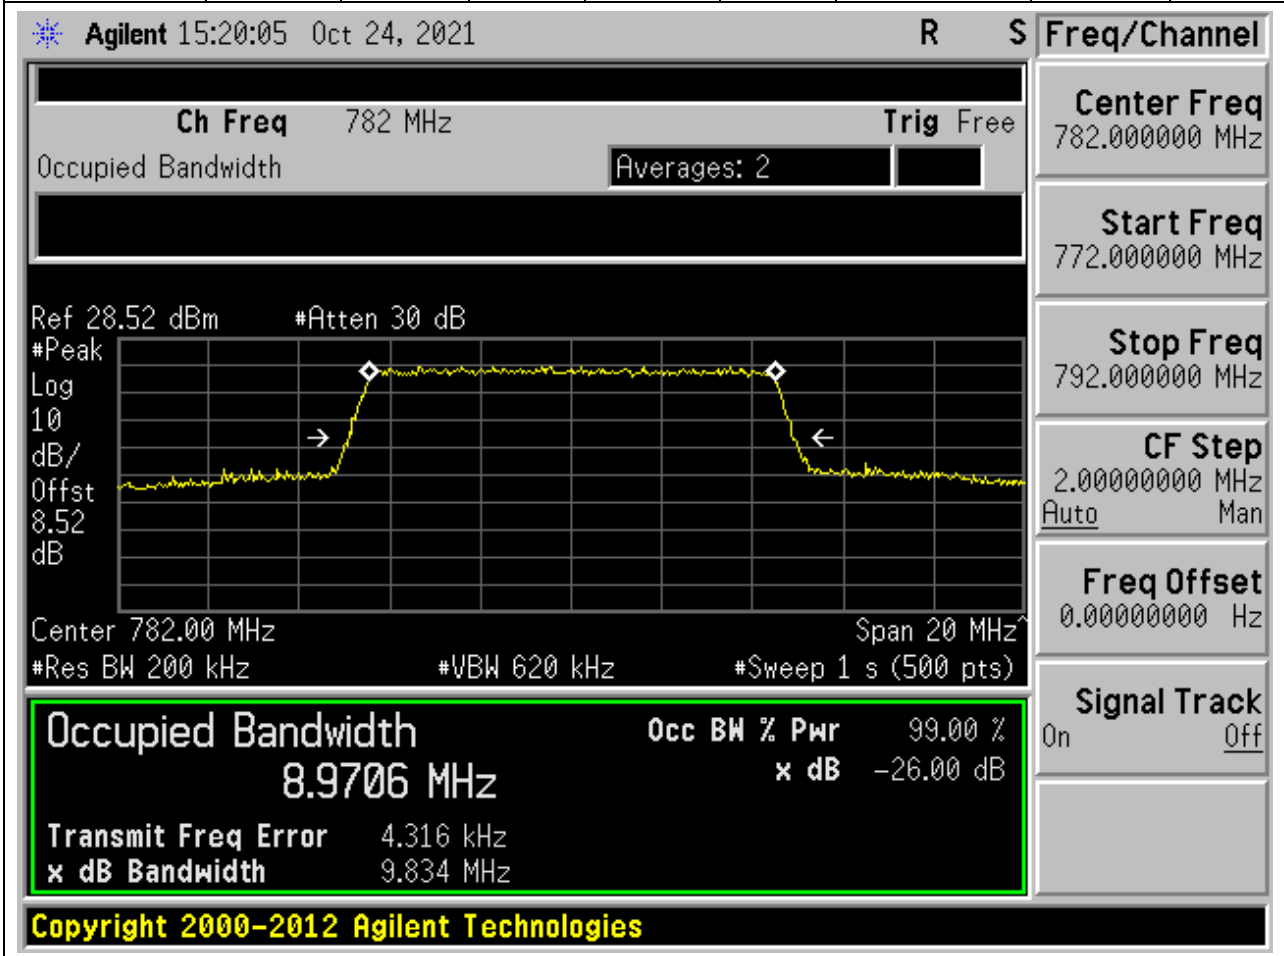 Agilent 15:20:05 Oct 24, 2021 R S
Freq/Channel
Ch Freq 782 MHz Trig Free
Occupied Bandwidth Averages: 2
Center Freq
782.000000 MHz
Start Freq
772.000000 MHz
Stop Freq
792.000000 MHz
CF Step
2.00000000 MHz
Auto Man
Freq Offset
0.00000000 Hz
Signal Track
On Off
Ref 28.52 dBm #Atten 30 dB
#Peak
Log
10
dB/
Offst
8.52
dB
Center 782.00 MHz Span 20 MHz^
#Res BW 200 kHz #VBW 620 kHz #Sweep 1 s (500 pts)
Occupied Bandwidth Occ BW % Pwr 99.00 %
8.9706 MHz x dB -26.00 dB
Transmit Freq Error 4.316 kHz
x dB Bandwidth 9.834 MHz
Copyright 2000-2012 Agilent Technologies